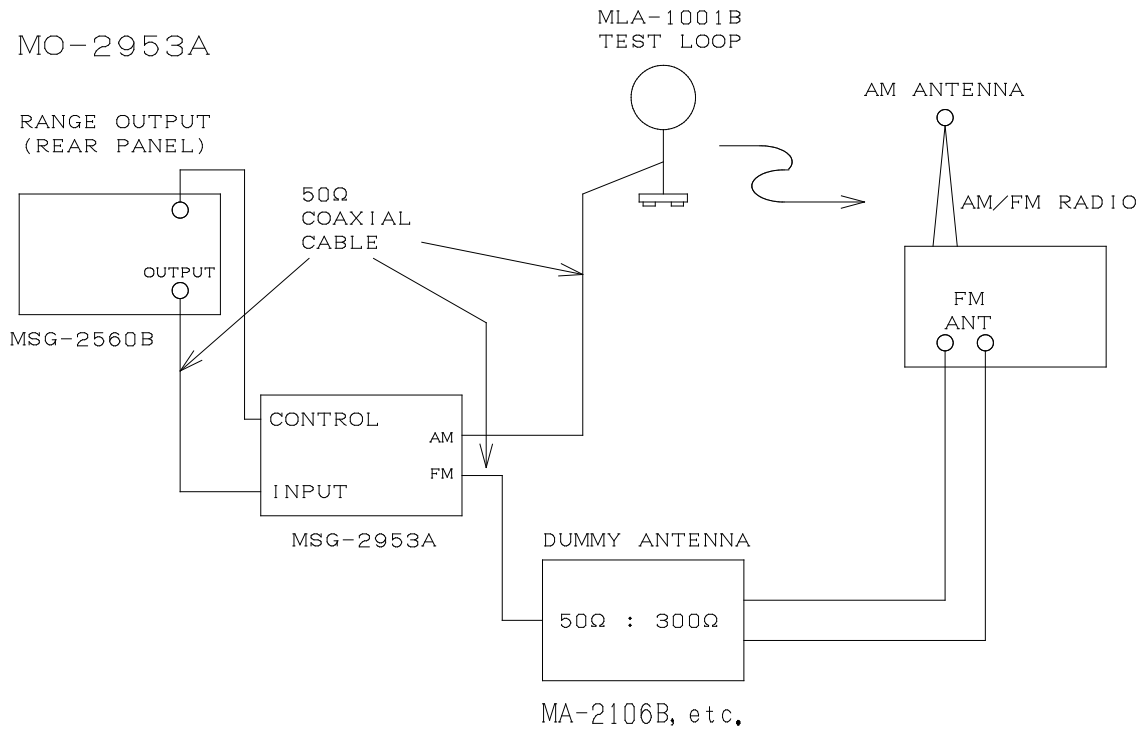 MO-2953A
MLA-1001B
TEST LOOP
AM ANTENNA
RANGE OUTPUT
(REAR PANEL)
50Ω
COAXIAL
CABLE
AM/FM RADIO
OUTPUT
FM
ANT
MSG-2560B
CONTROL
AM
FM
INPUT
MSG-2953A
DUMMY ANTENNA
50Ω : 300Ω
MA-2106B, etc.